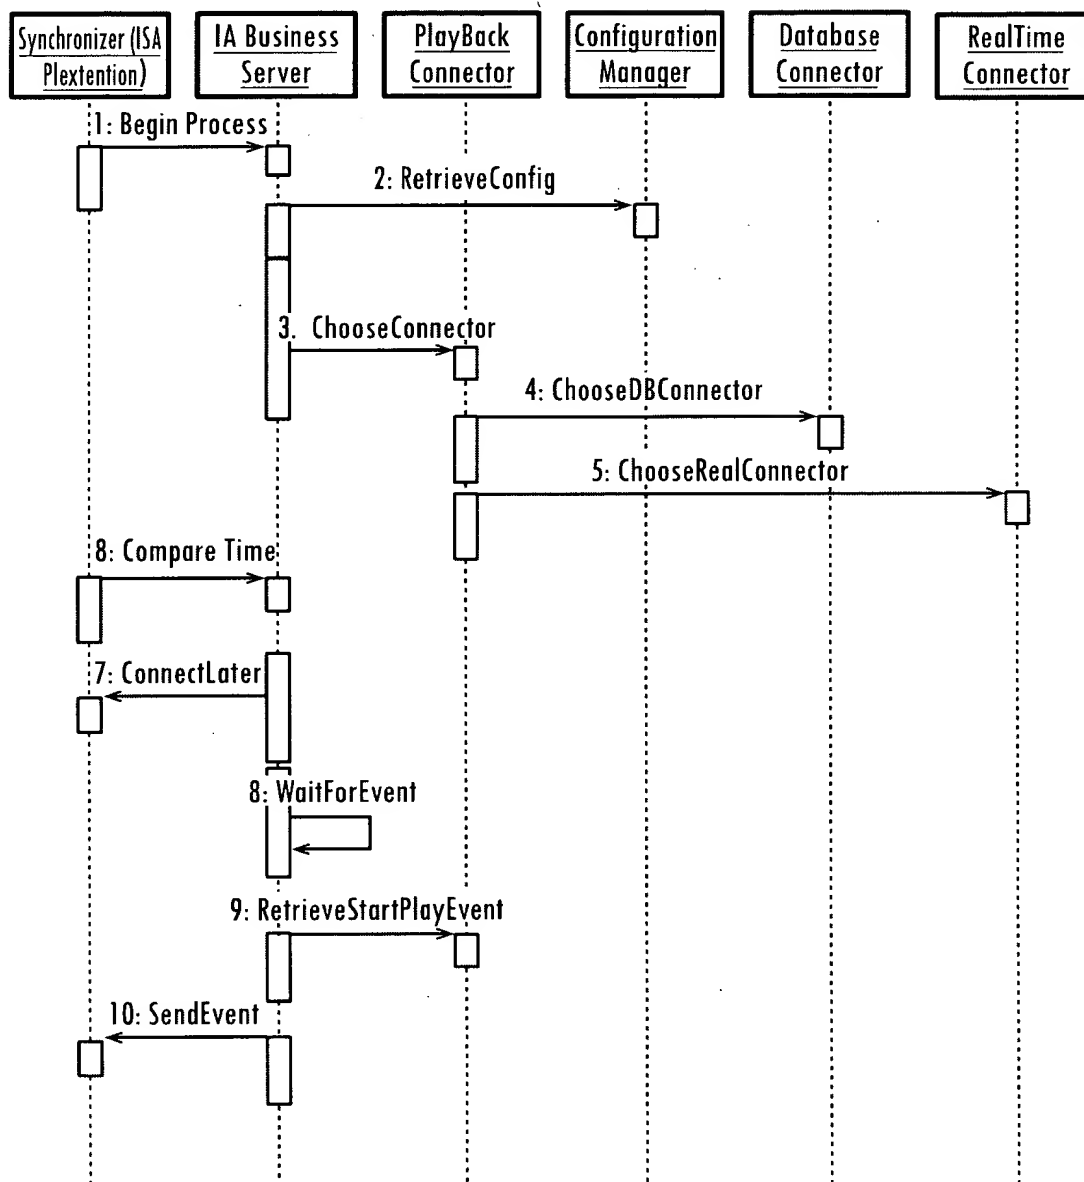 Synchronizer (ISA
Plextention)
IA Business
Server
PlayBack
Connector
Configuration
Manager
Database
Connector
RealTime
Connector
1: Begin Process
2: RetrieveConfig
3. ChooseConnector
4: ChooseDBConnector
5: ChooseRealConnector
8: Compare Time
7: ConnectLater
8: WaitForEvent
9: RetrieveStartPlayEvent
10: SendEvent